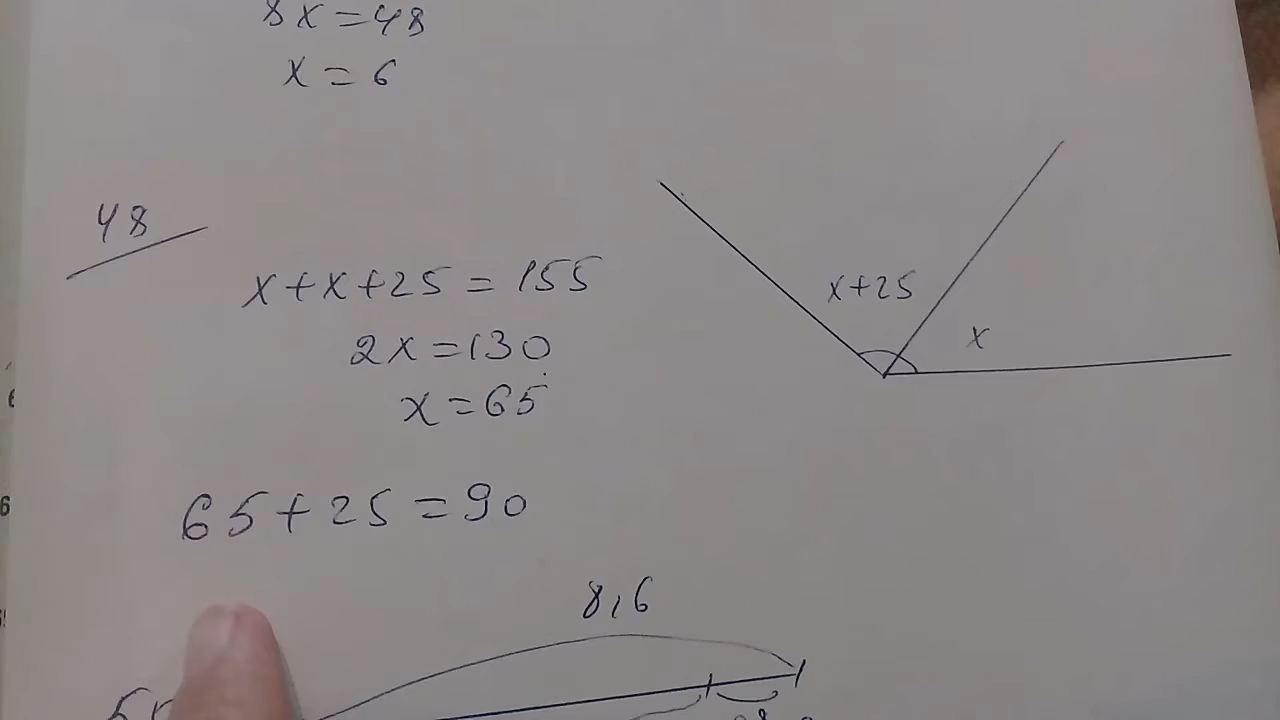 8x=48
x=6
48
x+x+25=155
2x=130
x=65
x+25
x
65+25=90
8,6